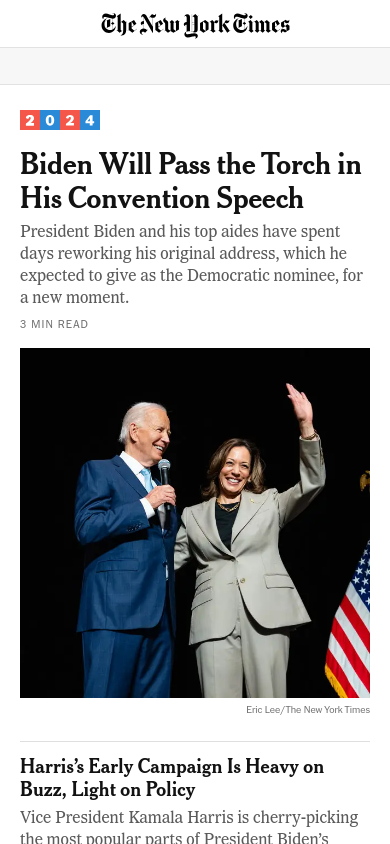 The New York Times
2024
Biden Will Pass the Torch in
His Convention Speech
President Biden and his top aides have spent
days reworking his original address, which he
expected to give as the Democratic nominee, for
a new moment.
3 MIN READ
Eric Lee/The New York Times
Harris’s Early Campaign Is Heavy on
Buzz, Light on Policy
Vice President Kamala Harris is cherry-picking
the most popular parts of President Biden’s